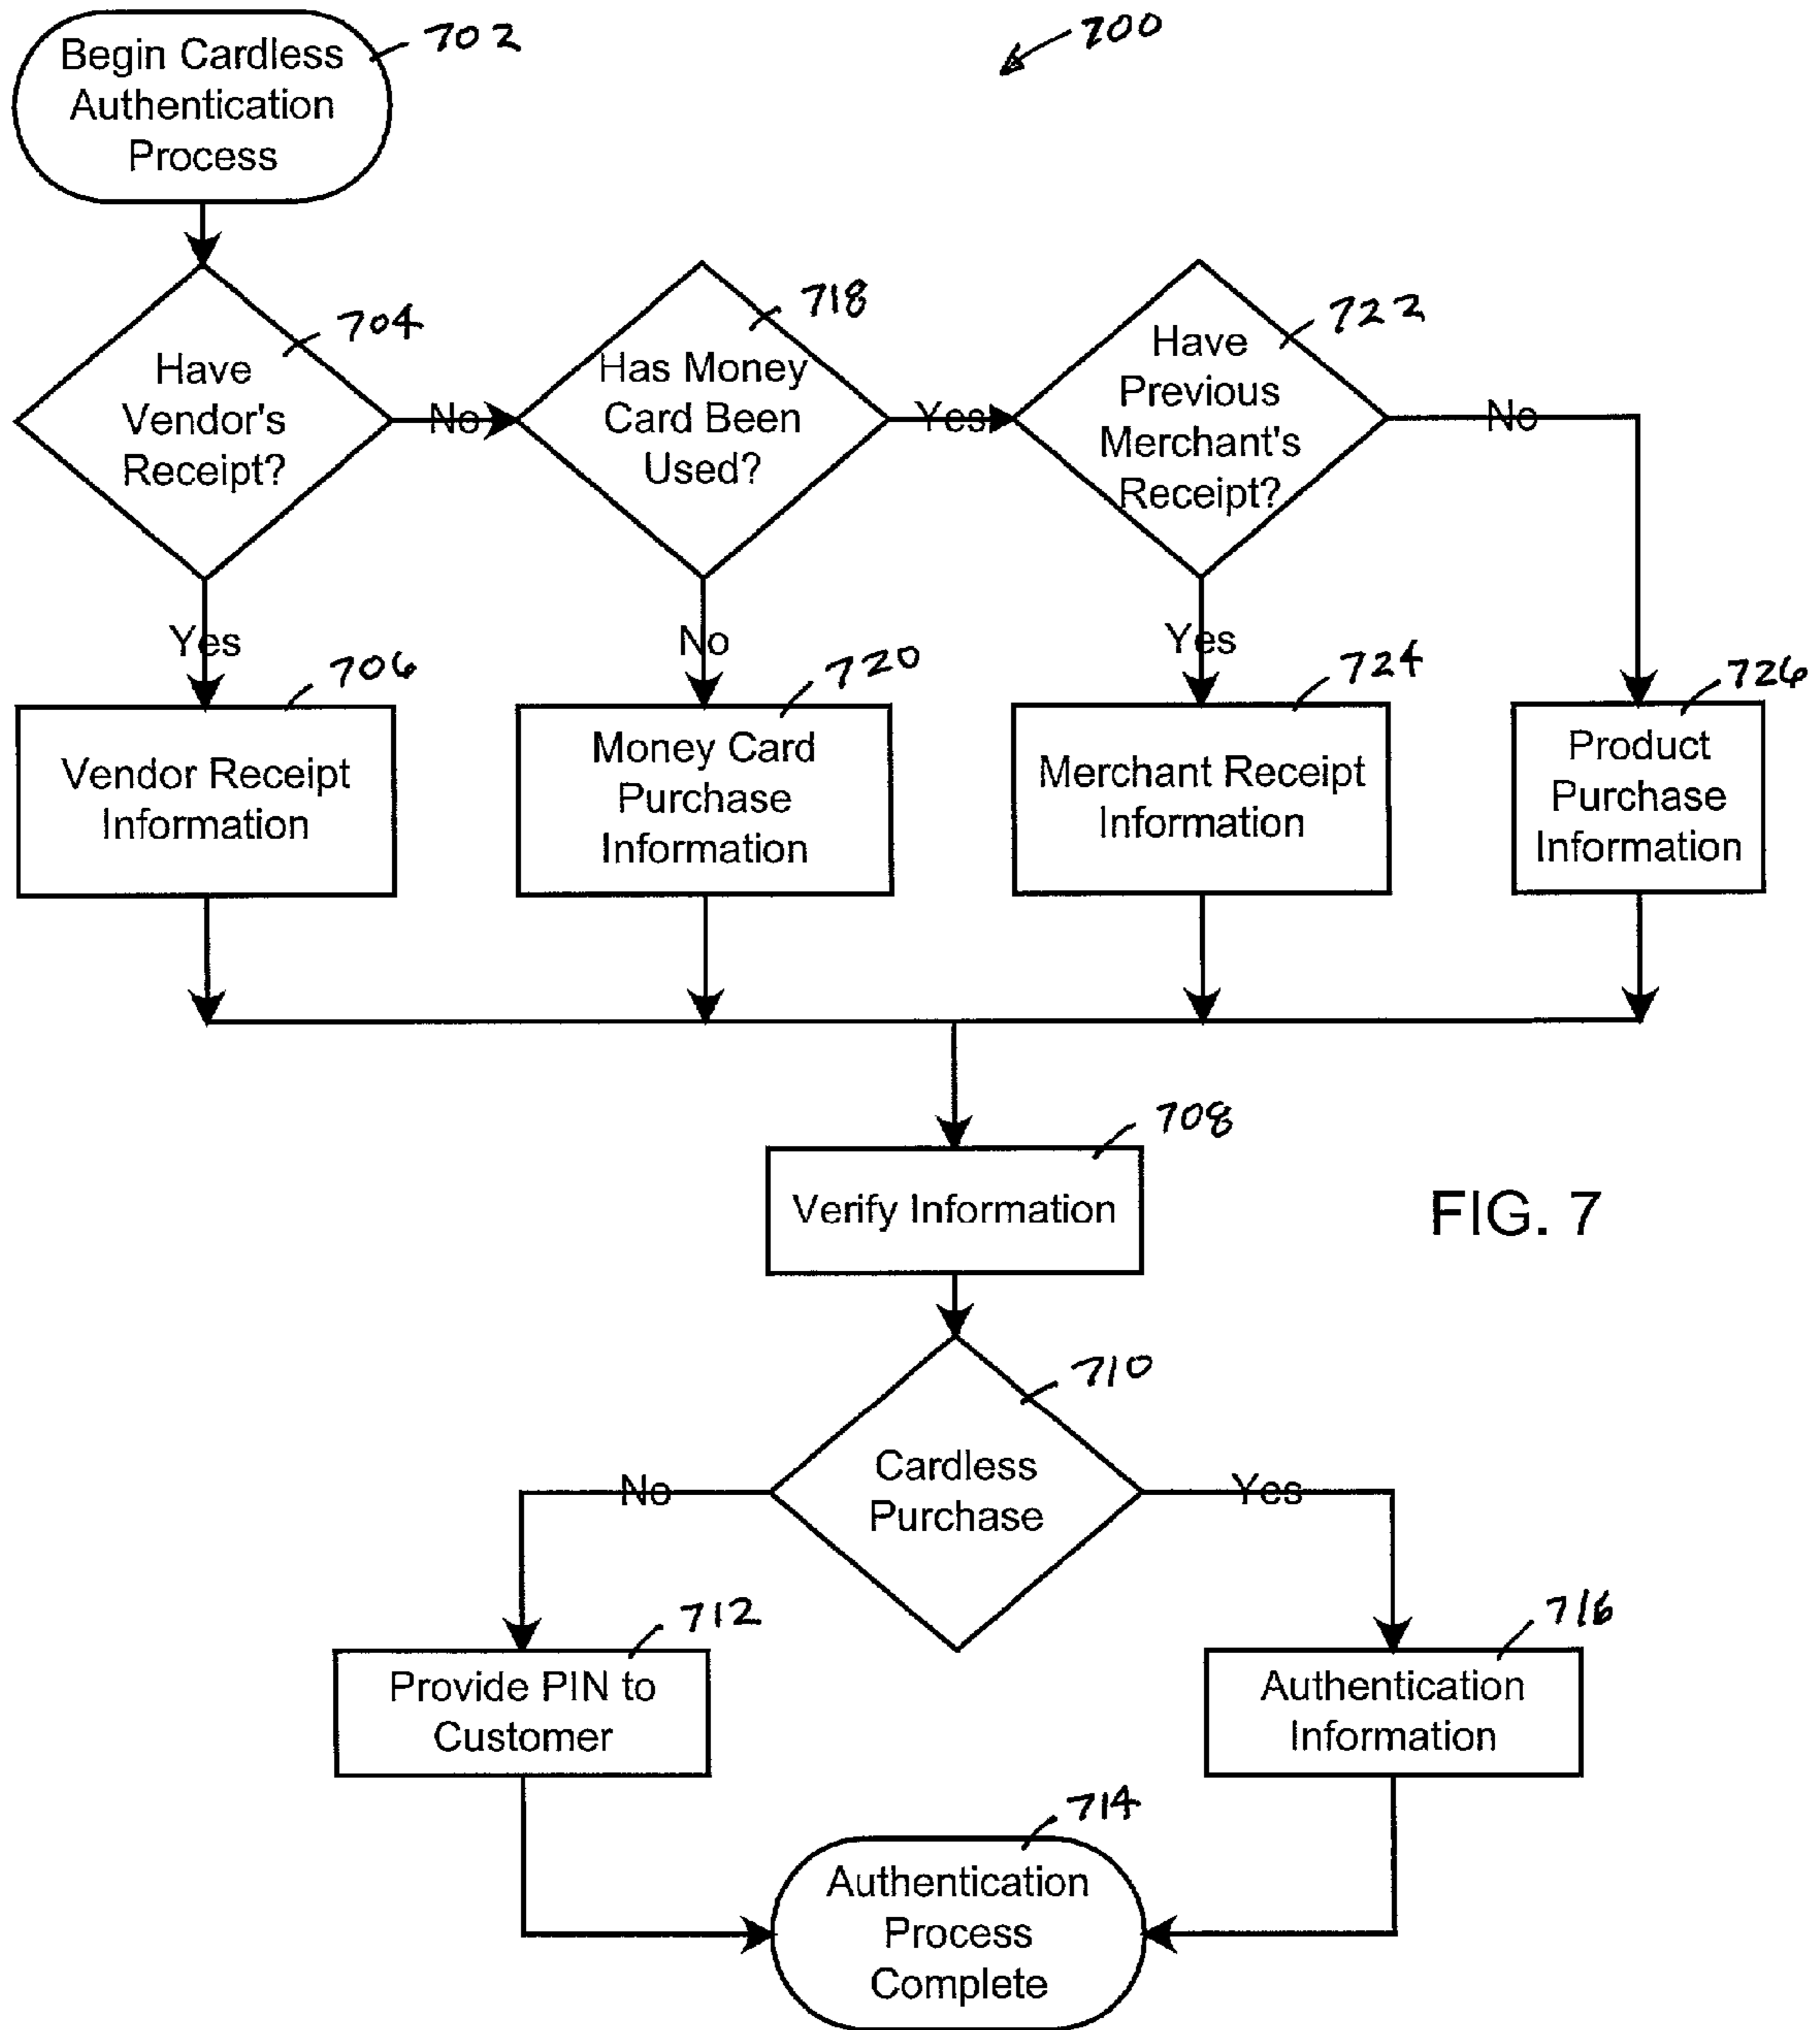 Begin Cardless
Authentication
Process
702
700
Have
Vendor's
Receipt?
704
No
Has Money
Card Been
Used?
718
Yes
Have
Previous
Merchant's
Receipt?
722
No
Yes
No
Yes
Vendor Receipt
Information
706
Money Card
Purchase
Information
720
Merchant Receipt
Information
724
Product
Purchase
Information
726
Verify Information
708
FIG. 7
Cardless
Purchase
710
No
Yes
Provide PIN to
Customer
712
Authentication
Information
716
Authentication
Process
Complete
714